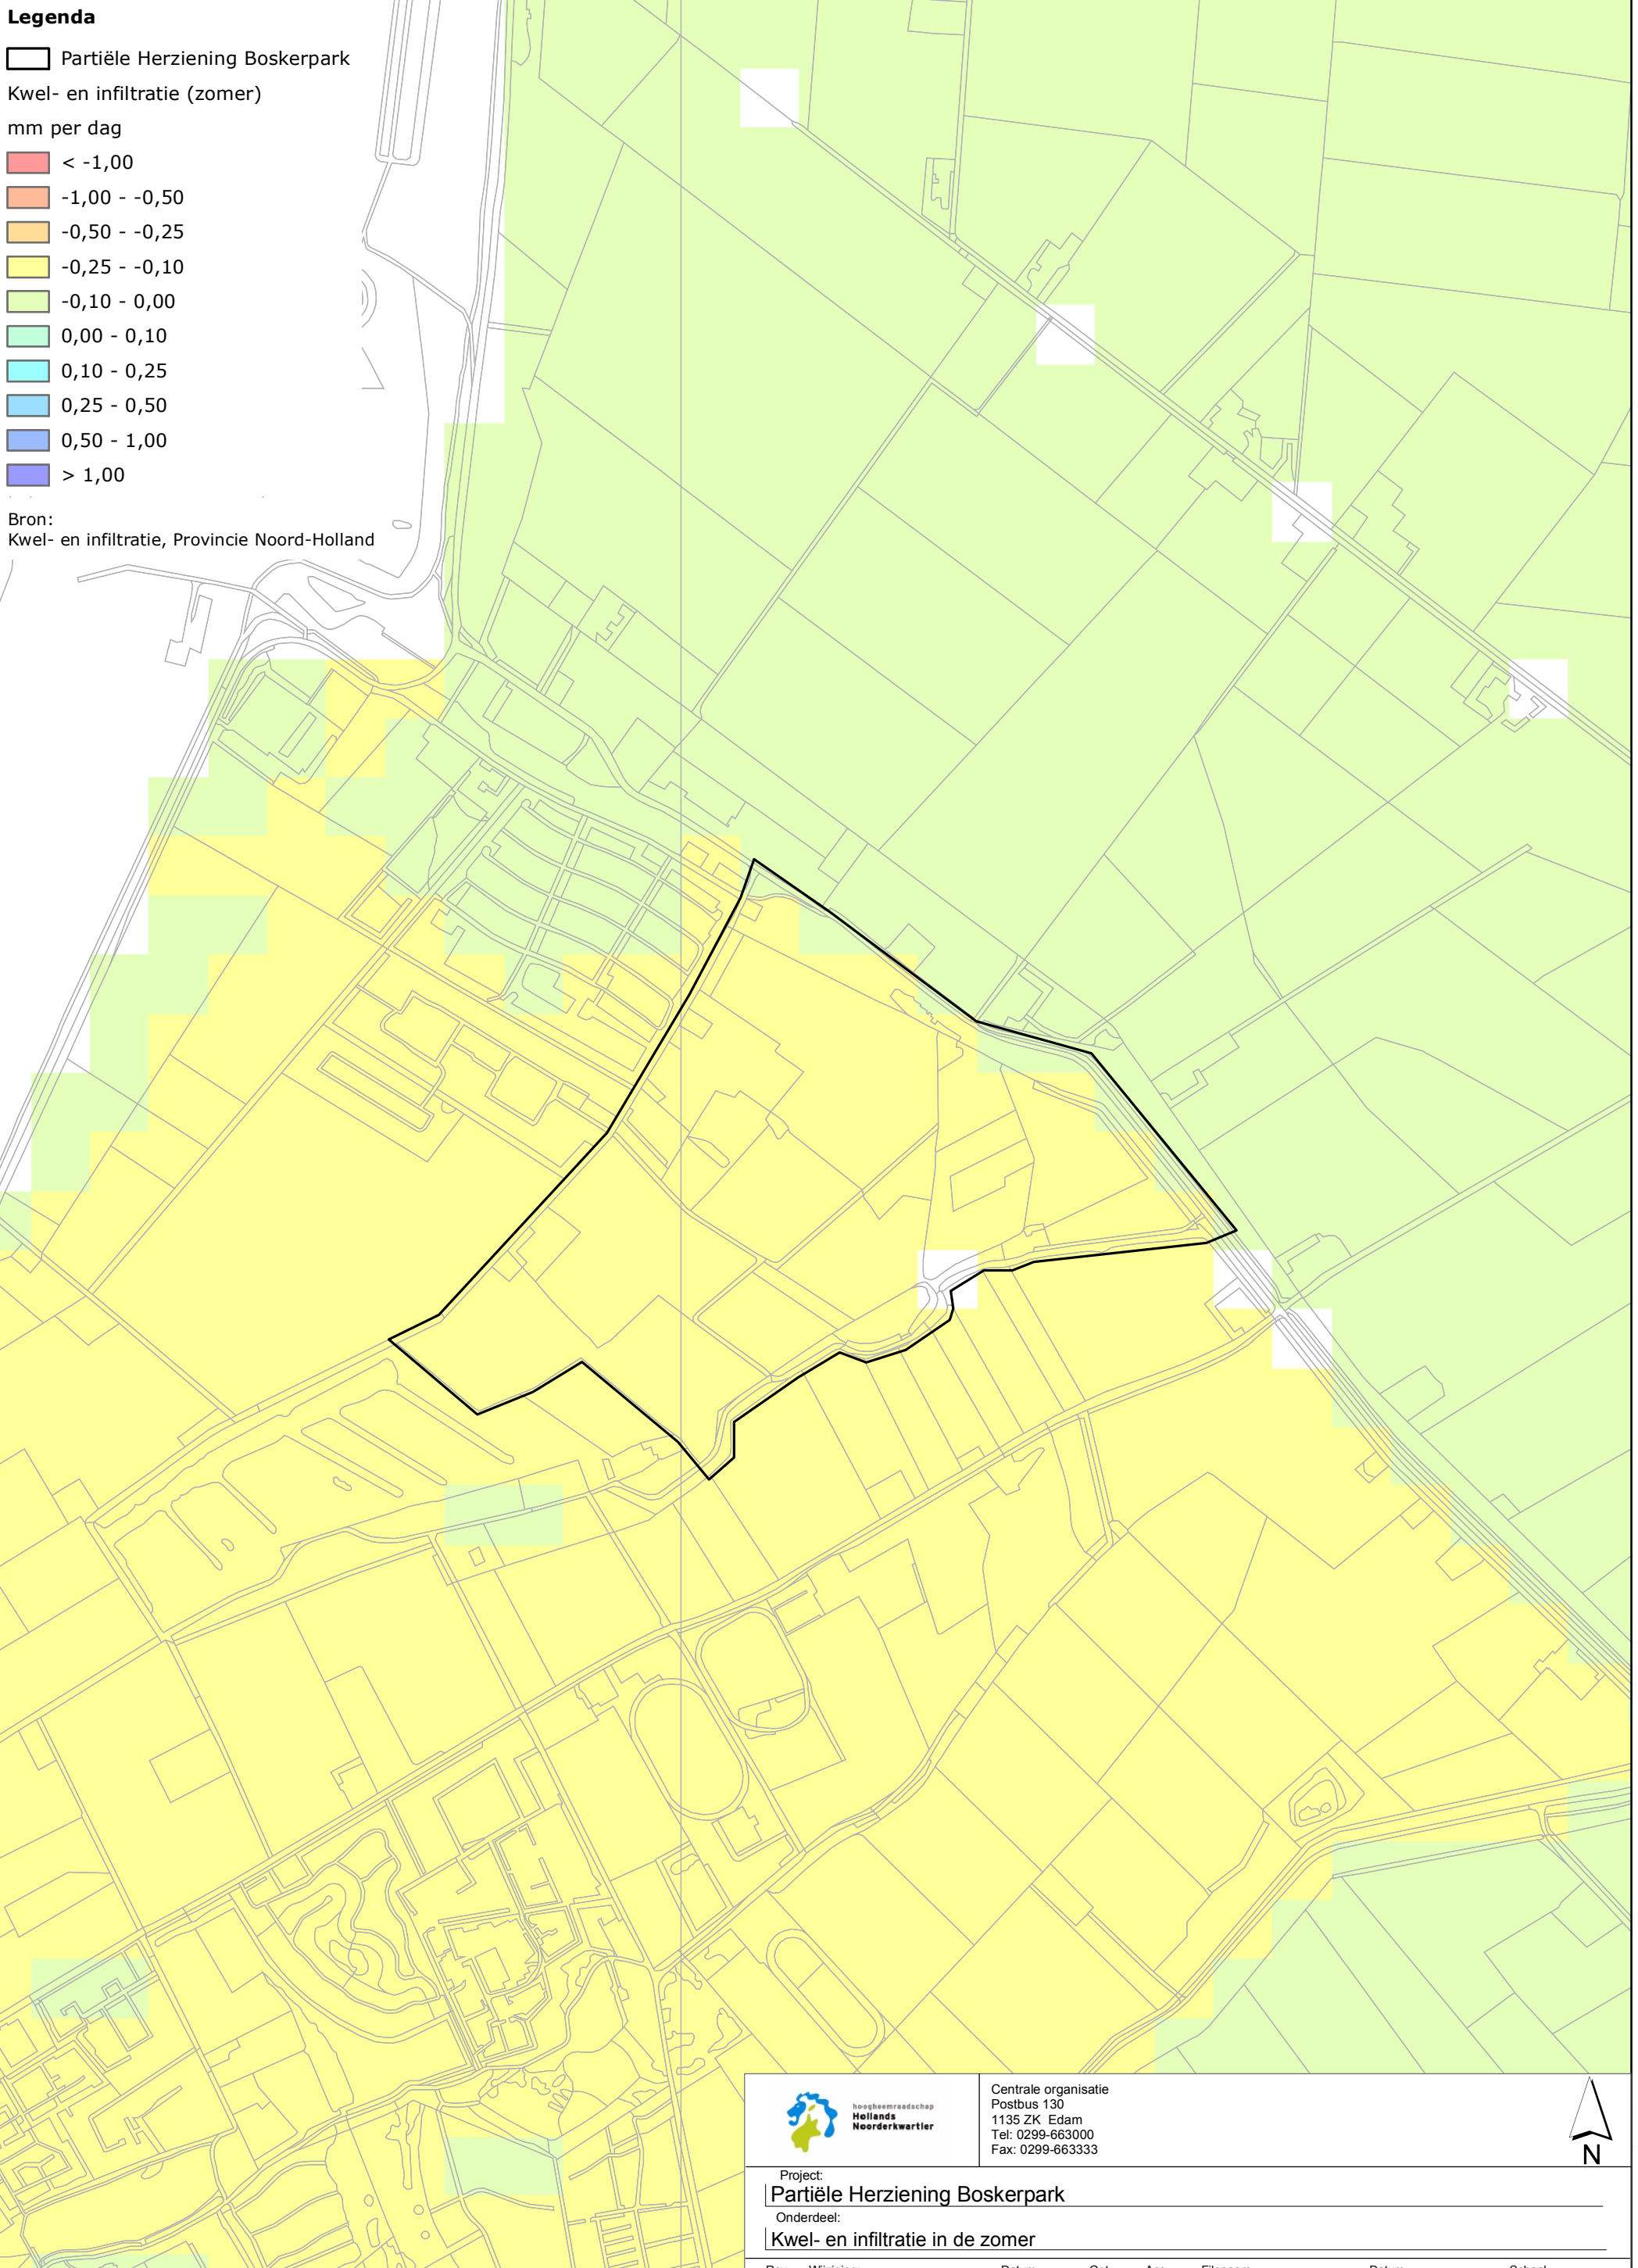 Legenda
Partiële Herziening Boskerpark
Kwel- en infiltratie (zomer)
mm per dag
< -1,00
-1,00 - -0,50
-0,50 - -0,25
-0,25 - -0,10
-0,10 - 0,00
0,00 - 0,10
0,10 - 0,25
0,25 - 0,50
0,50 - 1,00
> 1,00
Bron:
Kwel- en infiltratie, Provincie Noord-Holland
hoogheemraadschap
Hollands
Noorderkwartier
Centrale organisatie
Postbus 130
1135 ZK Edam
Tel: 0299-663000
Fax: 0299-663333
N
Project:
Partiële Herziening Boskerpark
Onderdeel:
Kwel- en infiltratie in de zomer